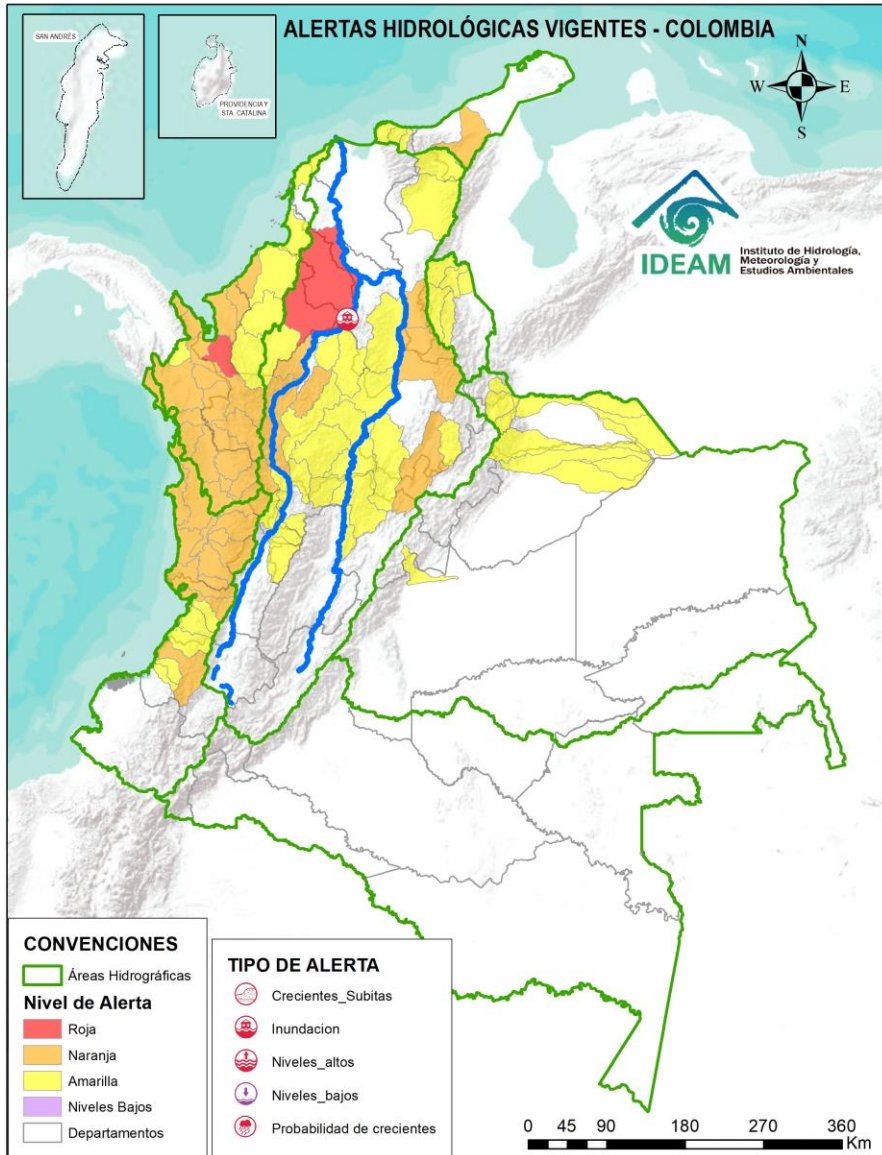 ALERTAS HIDROLÓGICAS VIGENTES - COLOMBIA
SAN ANDRÉS
PROVIDENCIA Y
STA. CATALINA
N
W
E
S
IDEAM
Instituto de Hidrología,
Meteorología y
Estudios Ambientales
CONVENCIONES
Áreas Hidrográficas
Nivel de Alerta
Roja
Naranja
Amarilla
Niveles Bajos
Departamentos
TIPO DE ALERTA
Crecientes_Subitas
Inundacion
Niveles_altos
Niveles_bajos
Probabilidad de crecientes
0 45 90 180 270 360
Km